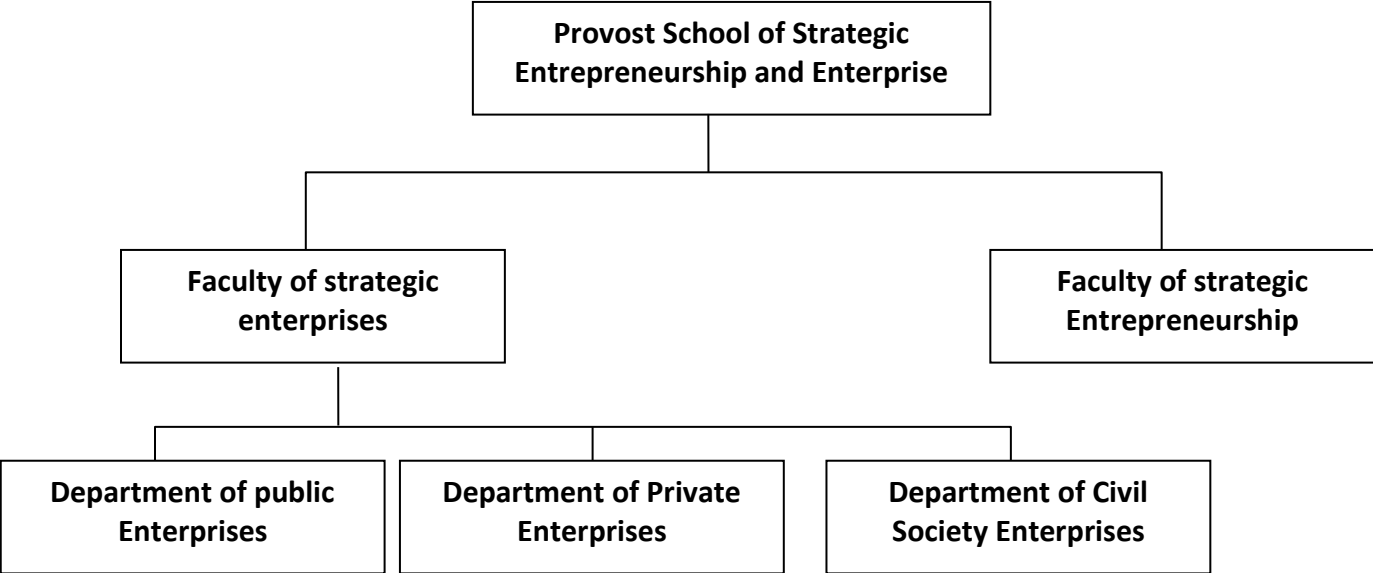 Provost School of Strategic
Entrepreneurship and Enterprise
Faculty of strategic
enterprises
Faculty of strategic
Entrepreneurship
Department of public
Enterprises
Department of Private
Enterprises
Department of Civil
Society Enterprises